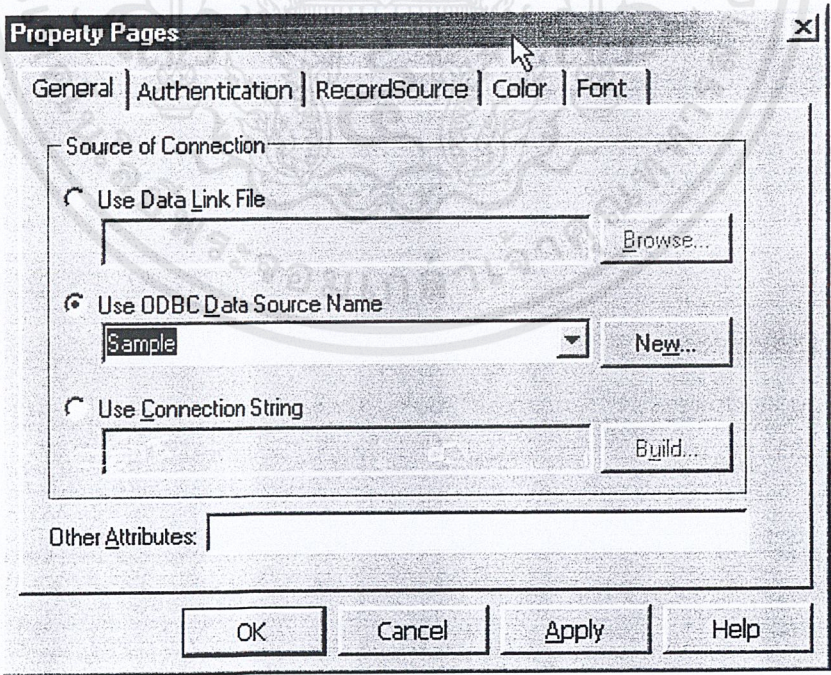 Property Pages
General Authentication RecordSource Color Font
Source of Connection
Use Data Link File
Browse...
Use ODBC Data Source Name
Sample
New...
Use Connection String
Build...
Other Attributes:
OK Cancel Apply Help